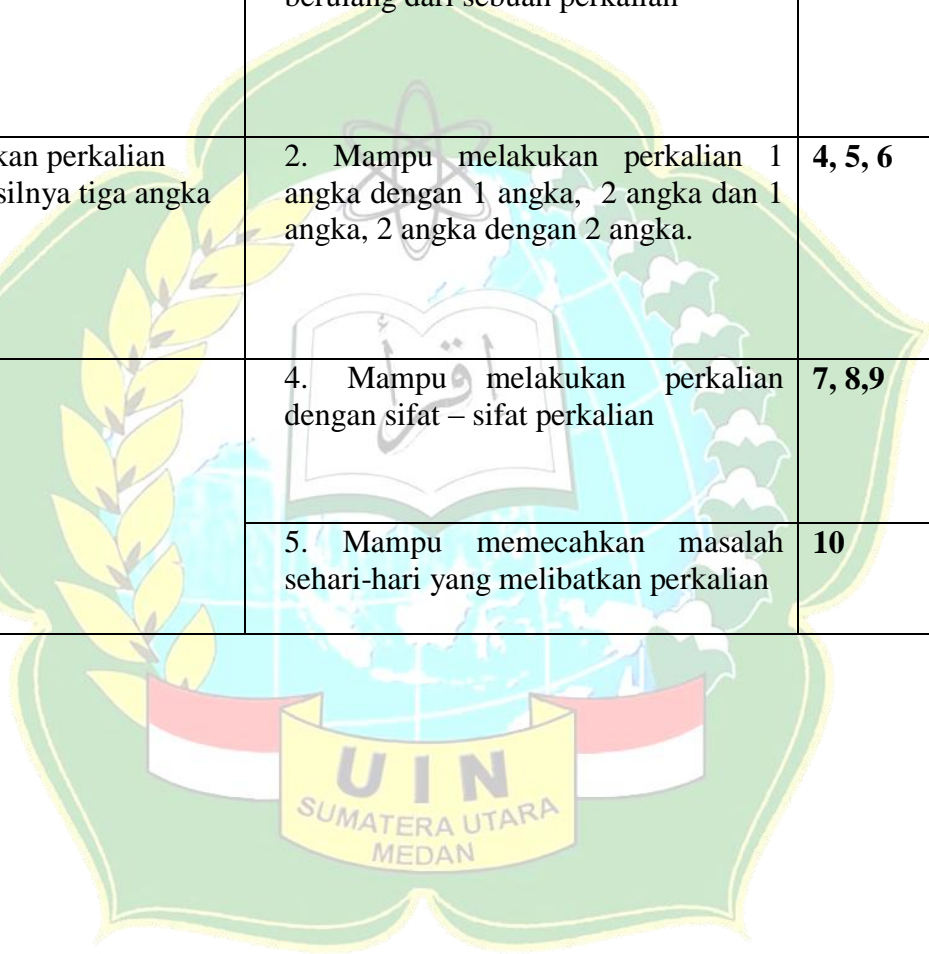 berulang dari sebuah perkalian
kan perkalian
silnya tiga angka
2. Mampu melakukan perkalian 1
angka dengan 1 angka, 2 angka dan 1
angka, 2 angka dengan 2 angka.
4, 5, 6
4. Mampu melakukan perkalian
dengan sifat – sifat perkalian
7, 8,9
5. Mampu memecahkan masalah
sehari-hari yang melibatkan perkalian
10
اقرأ
UIN
SUMATERA UTARA
MEDAN